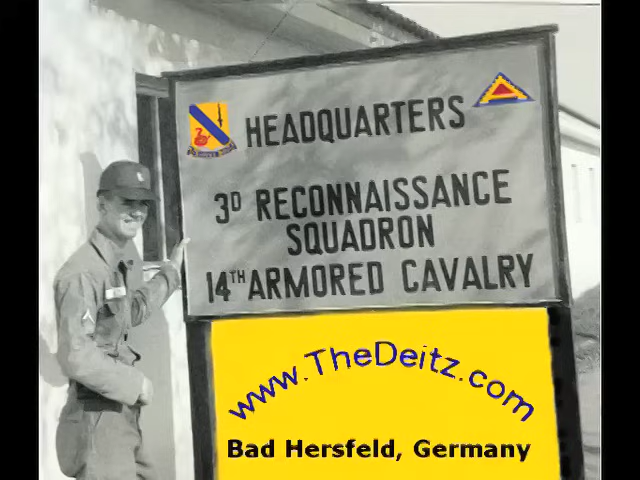 HEADQUARTERS
3D RECONNAISSANCE
SQUADRON
14TH ARMORED CAVALRY
www.TheDeitz.com
Bad Hersfeld, Germany